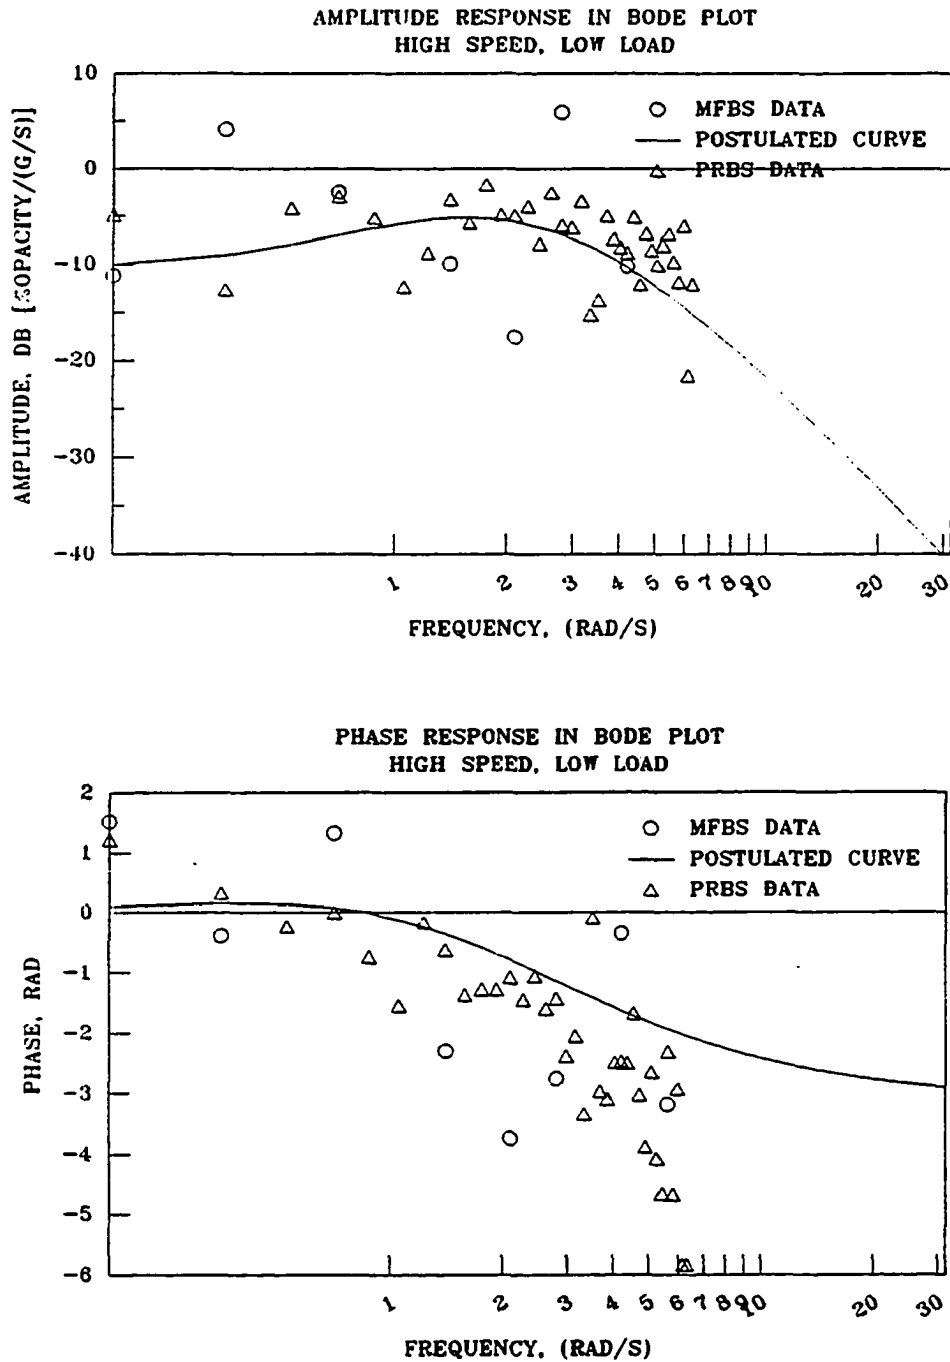 AMPLITUDE RESPONSE IN BODE PLOT
HIGH SPEED, LOW LOAD
AMPLITUDE, DB [%OPACITY/(G/S)]
10
0
-10
-20
-30
-40
MFBS DATA
POSTULATED CURVE
PRBS DATA
1 2 3 4 5 6 7 8 9 10 20 30
FREQUENCY, (RAD/S)
PHASE RESPONSE IN BODE PLOT
HIGH SPEED, LOW LOAD
PHASE, RAD
2
1
0
-1
-2
-3
-4
-5
-6
MFBS DATA
POSTULATED CURVE
PRBS DATA
1 2 3 4 5 6 7 8 9 10 20 30
FREQUENCY, (RAD/S)